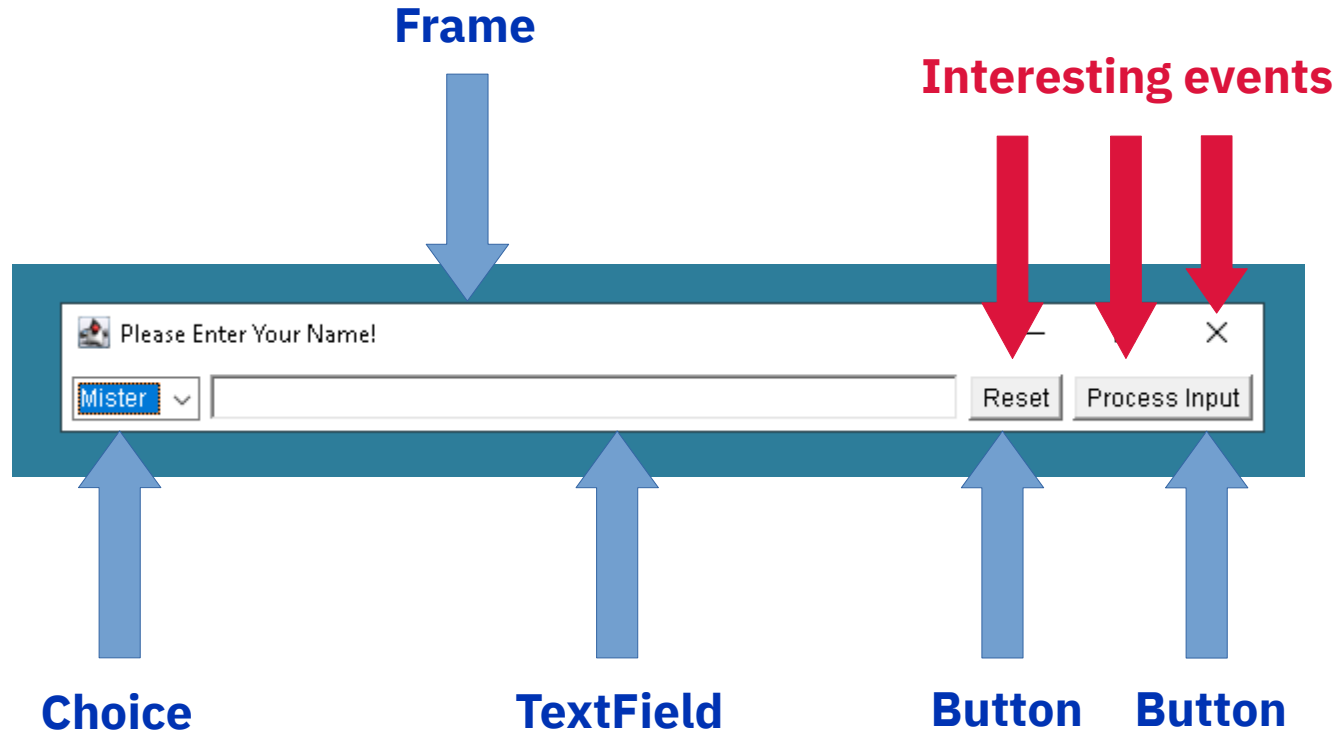 Frame
Interesting events
Please Enter Your Name!
Mister
Reset
Process Input
Choice
TextField
Button
Button